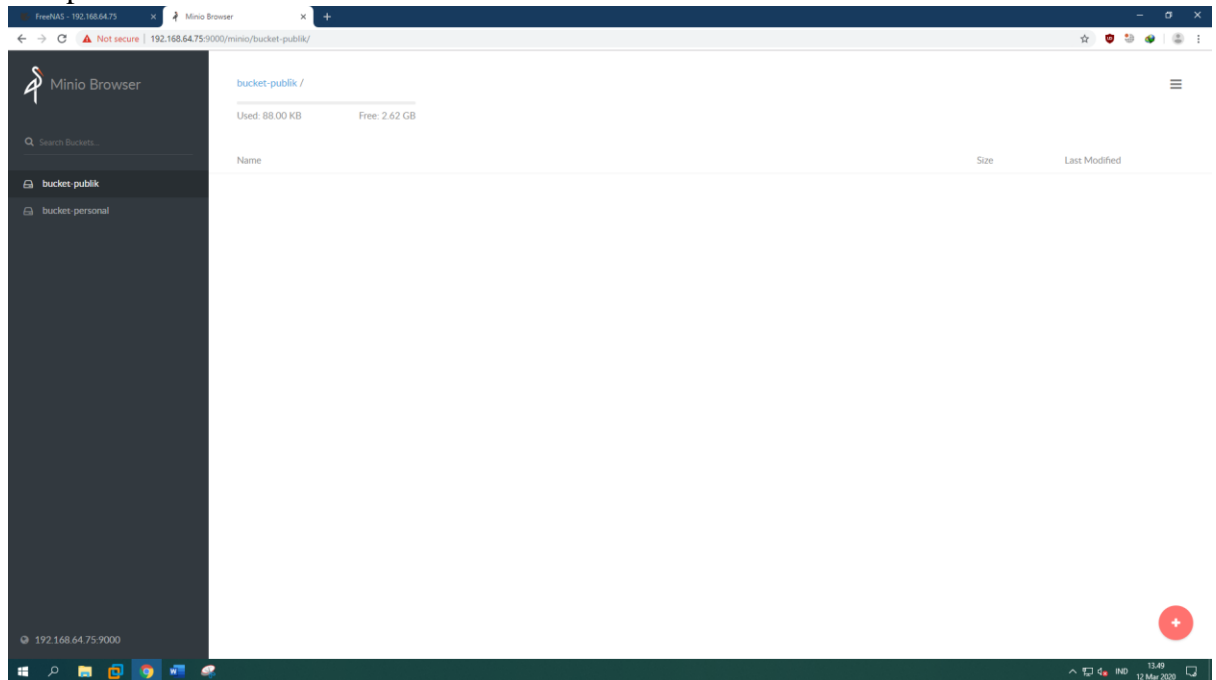 FreeNAS - 192.168.64.75
Minio Browser
Not secure | 192.168.64.75:9000/minio/bucket-publik/
Minio Browser
bucket-publik /
Used: 88.00 KB Free: 2.62 GB
Search Buckets...
Name Size Last Modified
bucket-publik
bucket-personal
192.168.64.75:9000
IND
13.49
12 Mar 2020